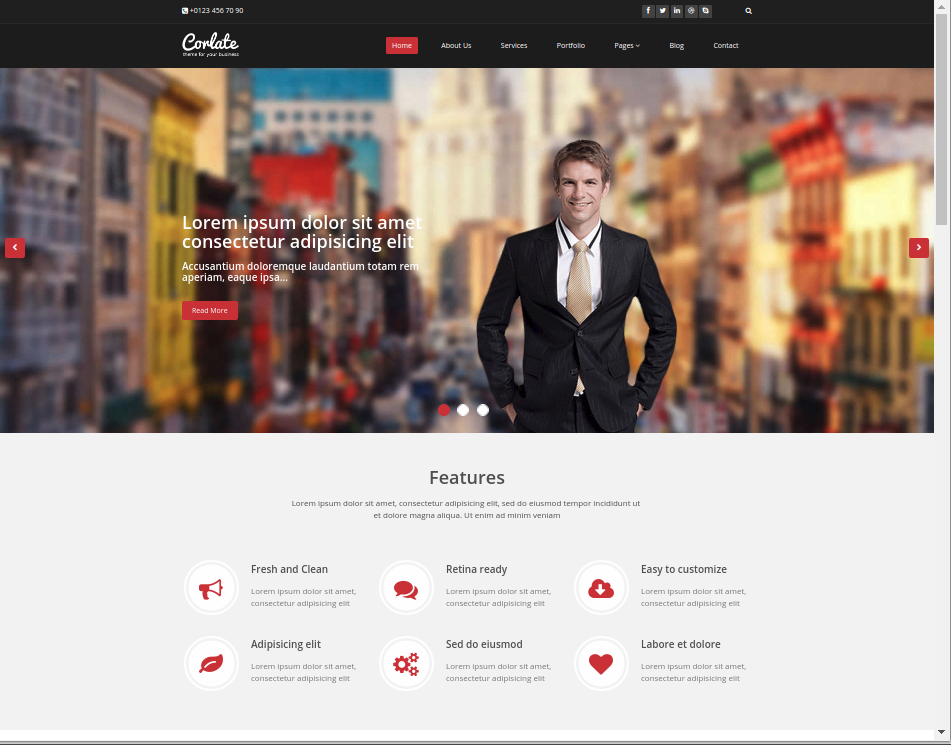 +0123 456 70 90
Corlate
theme for your business
Home About Us Services Portfolio Pages Blog Contact
Lorem ipsum dolor sit amet
consectetur adipisicing elit
Accusantium doloremque laudantium totam rem
aperiam, eaque ipsa...
Read More
Features
Lorem ipsum dolor sit amet, consectetur adipisicing elit, sed do eiusmod tempor incididunt ut
et dolore magna aliqua. Ut enim ad minim veniam
Fresh and Clean
Lorem ipsum dolor sit amet,
consectetur adipisicing elit
Retina ready
Lorem ipsum dolor sit amet,
consectetur adipisicing elit
Easy to customize
Lorem ipsum dolor sit amet,
consectetur adipisicing elit
Adipisicing elit
Lorem ipsum dolor sit amet,
consectetur adipisicing elit
Sed do eiusmod
Lorem ipsum dolor sit amet,
consectetur adipisicing elit
Labore et dolore
Lorem ipsum dolor sit amet,
consectetur adipisicing elit